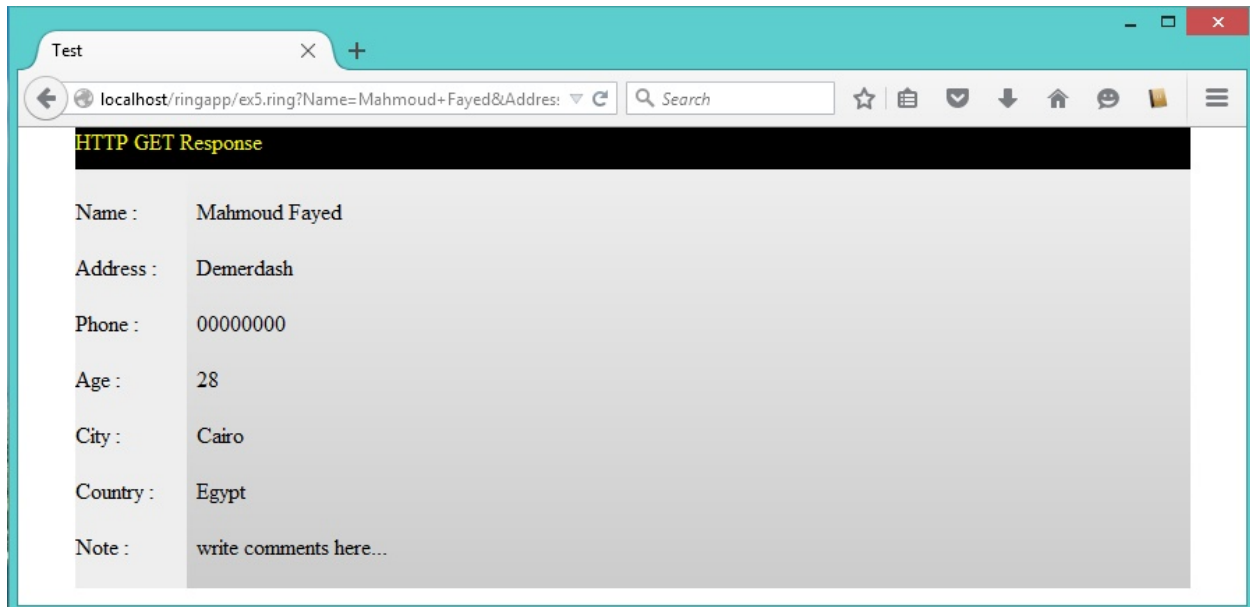 Test
localhost/ringapp/ex5.ring?Name=Mahmoud+Fayed&Addres
Search
HTTP GET Response
Name : Mahmoud Fayed
Address : Demerdash
Phone : 00000000
Age : 28
City : Cairo
Country : Egypt
Note : write comments here...